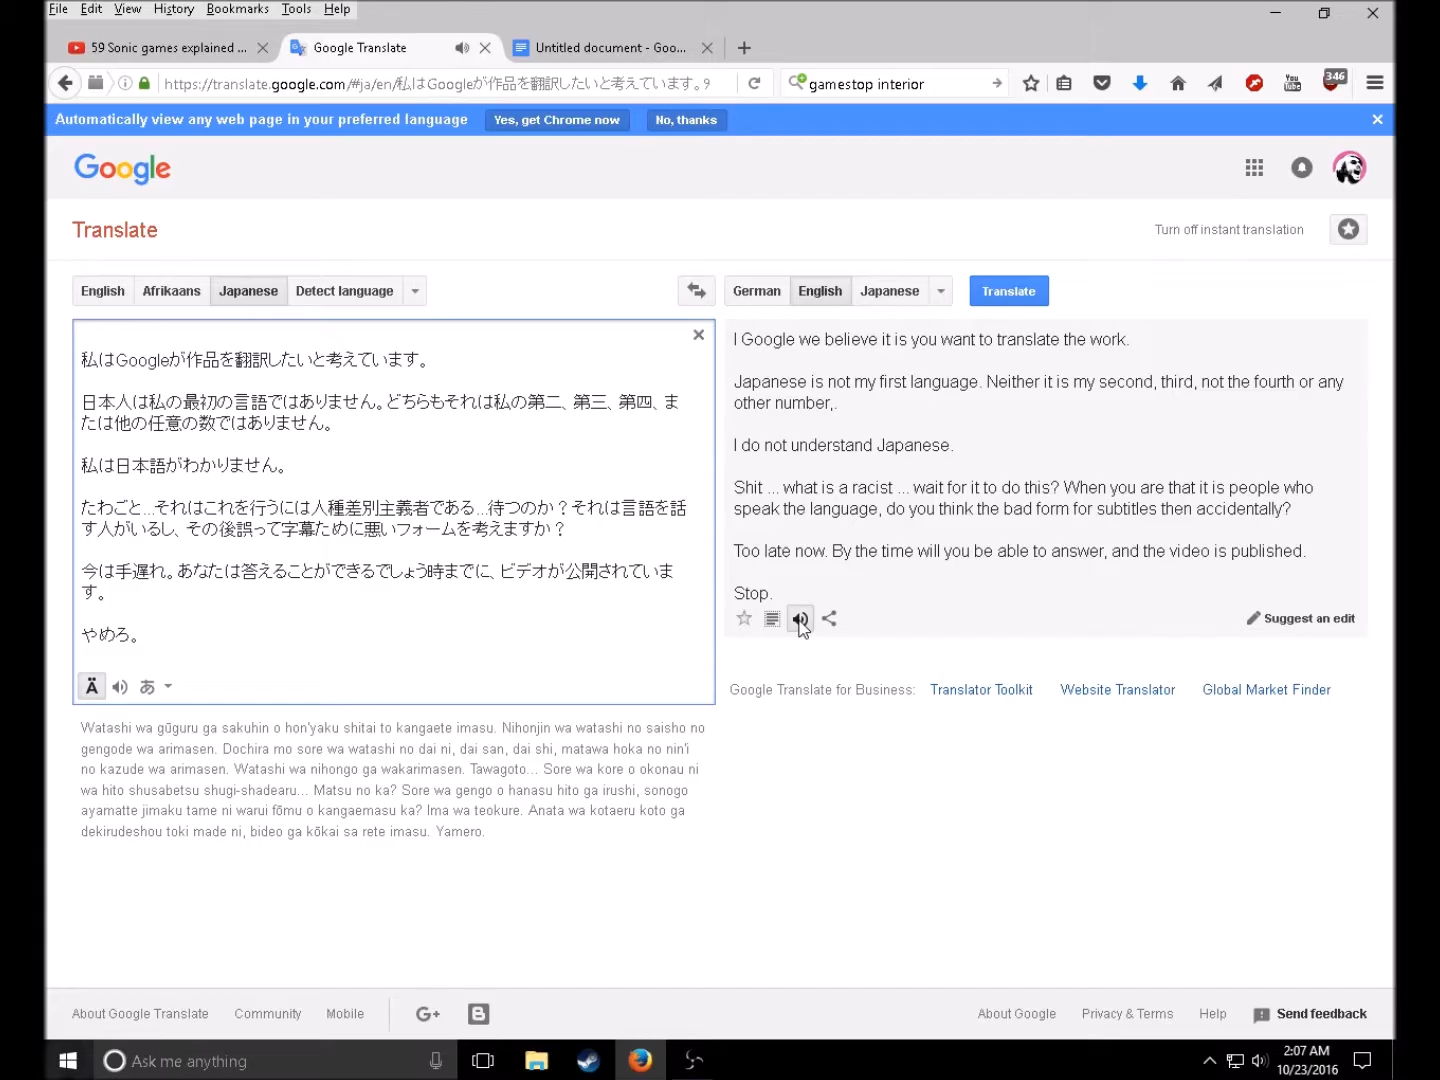 File Edit View History Bookmarks Tools Help
59 Sonic games explained ... Google Translate Untitled document - Goo...
https://translate.google.com/#ja/en/私はGoogleが作品を翻訳したいと考えています。9 gamestop interior You Tube 346
Automatically view any web page in your preferred language Yes, get Chrome now No, thanks
Google
Translate Turn off instant translation
English Afrikaans Japanese Detect language German English Japanese Translate
私はGoogleが作品を翻訳したいと考えています。
日本人は私の最初の言語ではありません。どちらもそれは私の第二、第三、第四、ま
たは他の任意の数ではありません。
私は日本語がわかりません。
たわごと...それはこれを行うには人種差別主義者である...待つのか？それは言語を話
す人がいるし、その後誤って字幕ために悪いフォームを考えますか？
今は手遅れ。あなたは答えることができるでしょう時までに、ビデオが公開されていま
す。
やめろ。
Ä あ
I Google we believe it is you want to translate the work.
Japanese is not my first language. Neither it is my second, third, not the fourth or any
other number,.
I do not understand Japanese.
Shit ... what is a racist ... wait for it to do this? When you are that it is people who
speak the language, do you think the bad form for subtitles then accidentally?
Too late now. By the time will you be able to answer, and the video is published.
Stop.
Suggest an edit
Google Translate for Business: Translator Toolkit Website Translator Global Market Finder
Watashi wa gūguru ga sakuhin o hon'yaku shitai to kangaete imasu. Nihonjin wa watashi no saisho no
gengode wa arimasen. Dochira mo sore wa watashi no dai ni, dai san, dai shi, matawa hoka no nin'i
no kazude wa arimasen. Watashi wa nihongo ga wakarimasen. Tawagoto... Sore wa kore o okonau ni
wa hito shusabetsu shugi-shadearu... Matsu no ka? Sore wa gengo o hanasu hito ga irushi, sonogo
ayamatte jimaku tame ni warui fōmu o kangaemasu ka? Ima wa teokure. Anata wa kotaeru koto ga
dekirudeshou toki made ni, bideo ga kōkai sa rete imasu. Yamero.
About Google Translate Community Mobile G+ B About Google Privacy & Terms Help Send feedback
Ask me anything 2:07 AM
10/23/2016